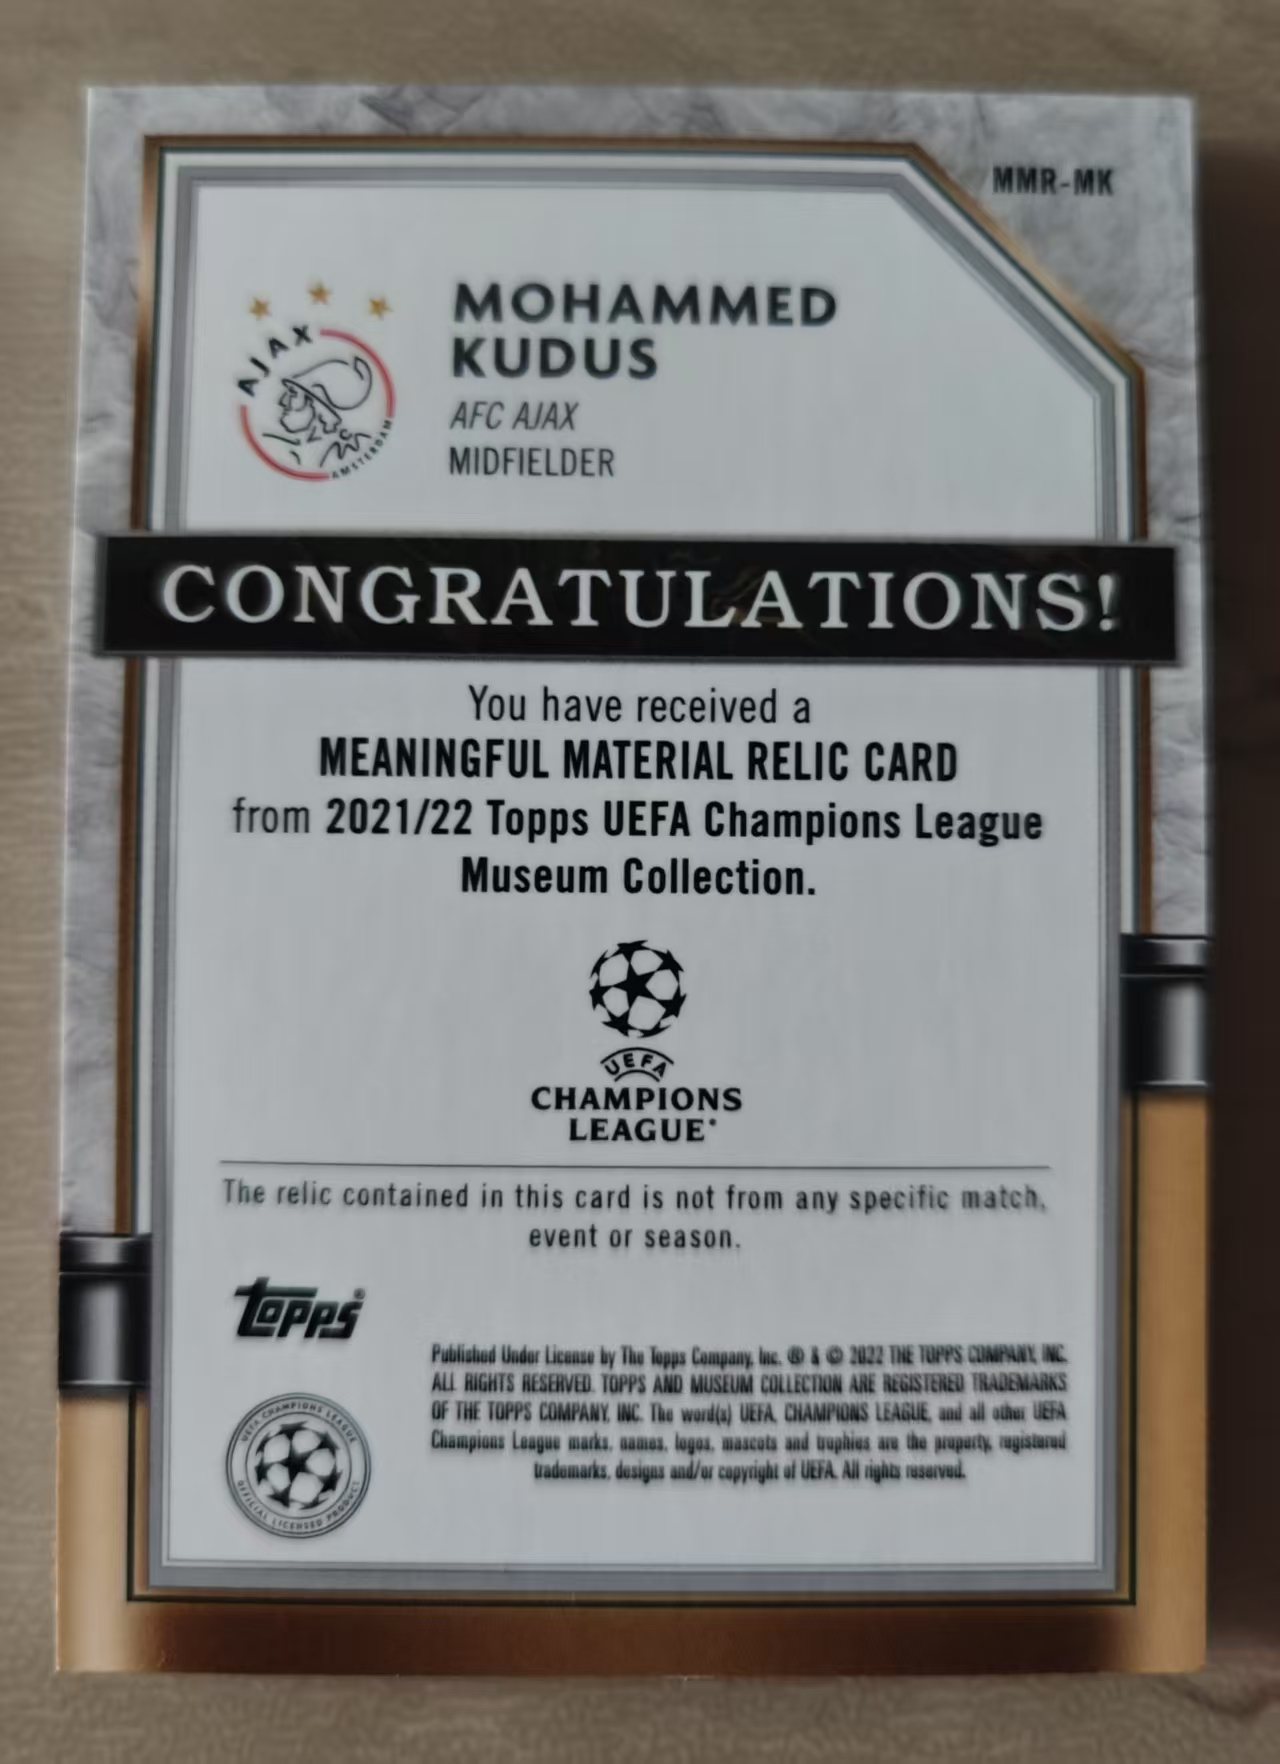 MMR-MK
AJAX
AMSTERDAM
MOHAMMED
KUDUS
AFC AJAX
MIDFIELDER
CONGRATULATIONS!
You have received a
MEANINGFUL MATERIAL RELIC CARD
from 2021/22 Topps UEFA Champions League
Museum Collection.
UEFA
CHAMPIONS
LEAGUE®
The relic contained in this card is not from any specific match,
event or season.
topps®
Published Under License by The Topps Company, Inc. ® & © 2022 THE TOPPS COMPANY, INC.
ALL RIGHTS RESERVED. TOPPS AND MUSEUM COLLECTION ARE REGISTERED TRADEMARKS
OF THE TOPPS COMPANY, INC. The word(s) UEFA, CHAMPIONS LEAGUE, and all other UEFA
Champions League marks, names, logos, mascots and trophies are the property, registered
trademarks, designs and/or copyright of UEFA. All rights reserved.
UEFA CHAMPIONS LEAGUE
OFFICIAL LICENSED PRODUCT